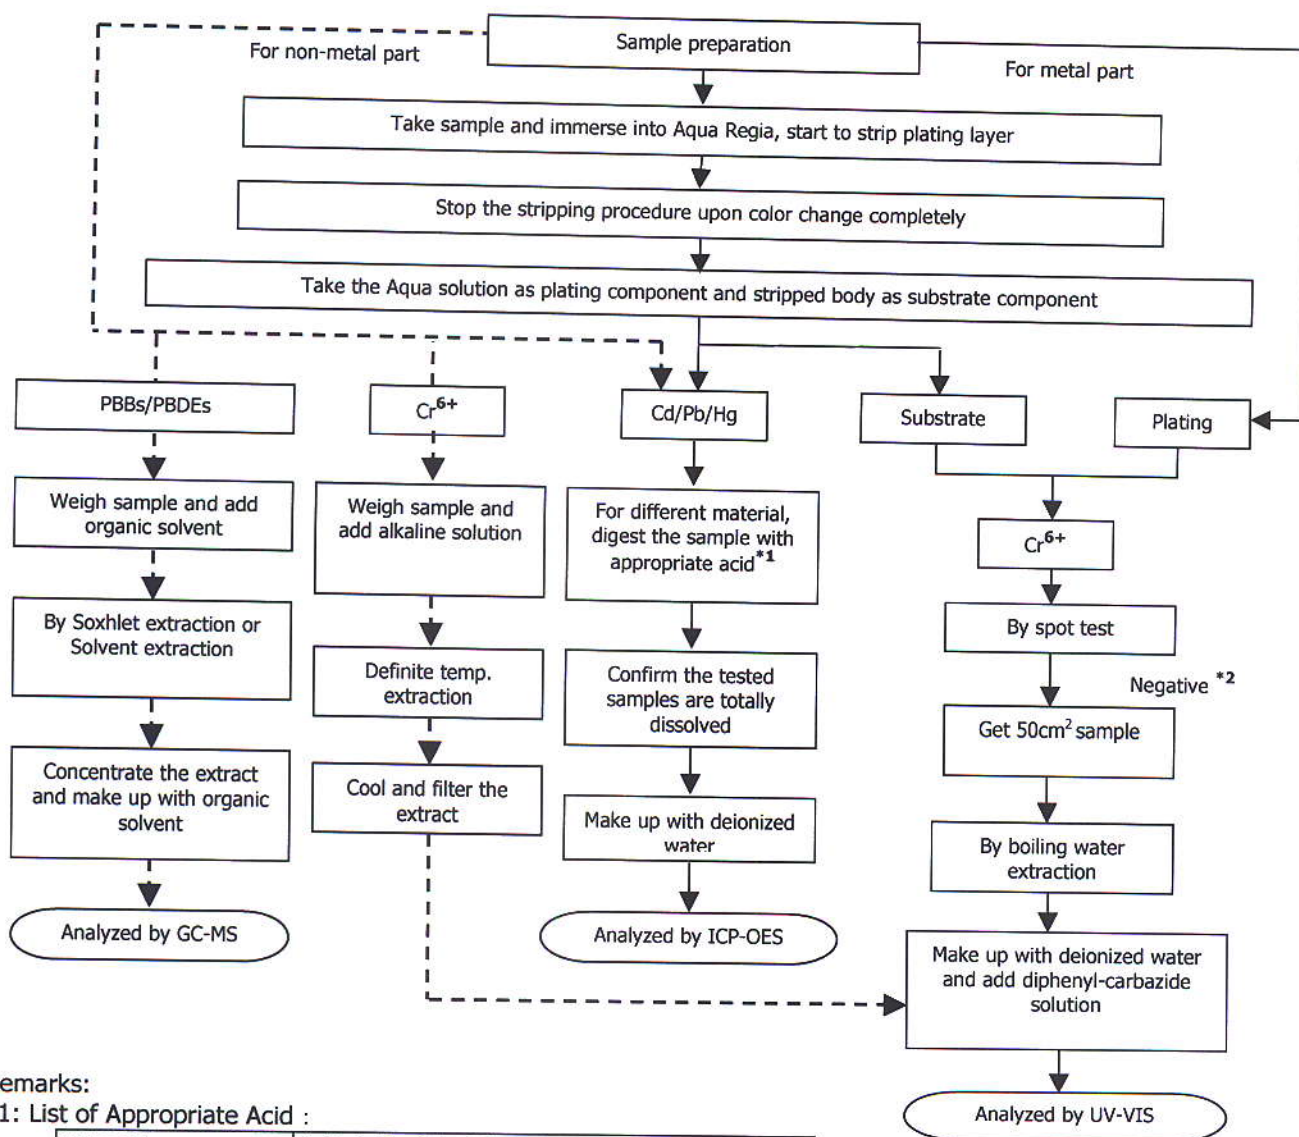 Sample preparation
For non-metal part
For metal part
Take sample and immerse into Aqua Regia, start to strip plating layer
Stop the stripping procedure upon color change completely
Take the Aqua solution as plating component and stripped body as substrate component
PBBs/PBDEs
Cr6+
Cd/Pb/Hg
Substrate
Plating
Weigh sample and add
organic solvent
By Soxhlet extraction or
Solvent extraction
Concentrate the extract
and make up with organic
solvent
Analyzed by GC-MS
Weigh sample and
add alkaline solution
Definite temp.
extraction
Cool and filter the
extract
For different material,
digest the sample with
appropriate acid*1
Confirm the tested
samples are totally
dissolved
Make up with deionized
water
Analyzed by ICP-OES
Cr6+
By spot test
Negative *2
Get 50cm2 sample
By boiling water
extraction
Make up with deionized water
and add diphenyl-carbazide
solution
Analyzed by UV-VIS
emarks:
1: List of Appropriate Acid :